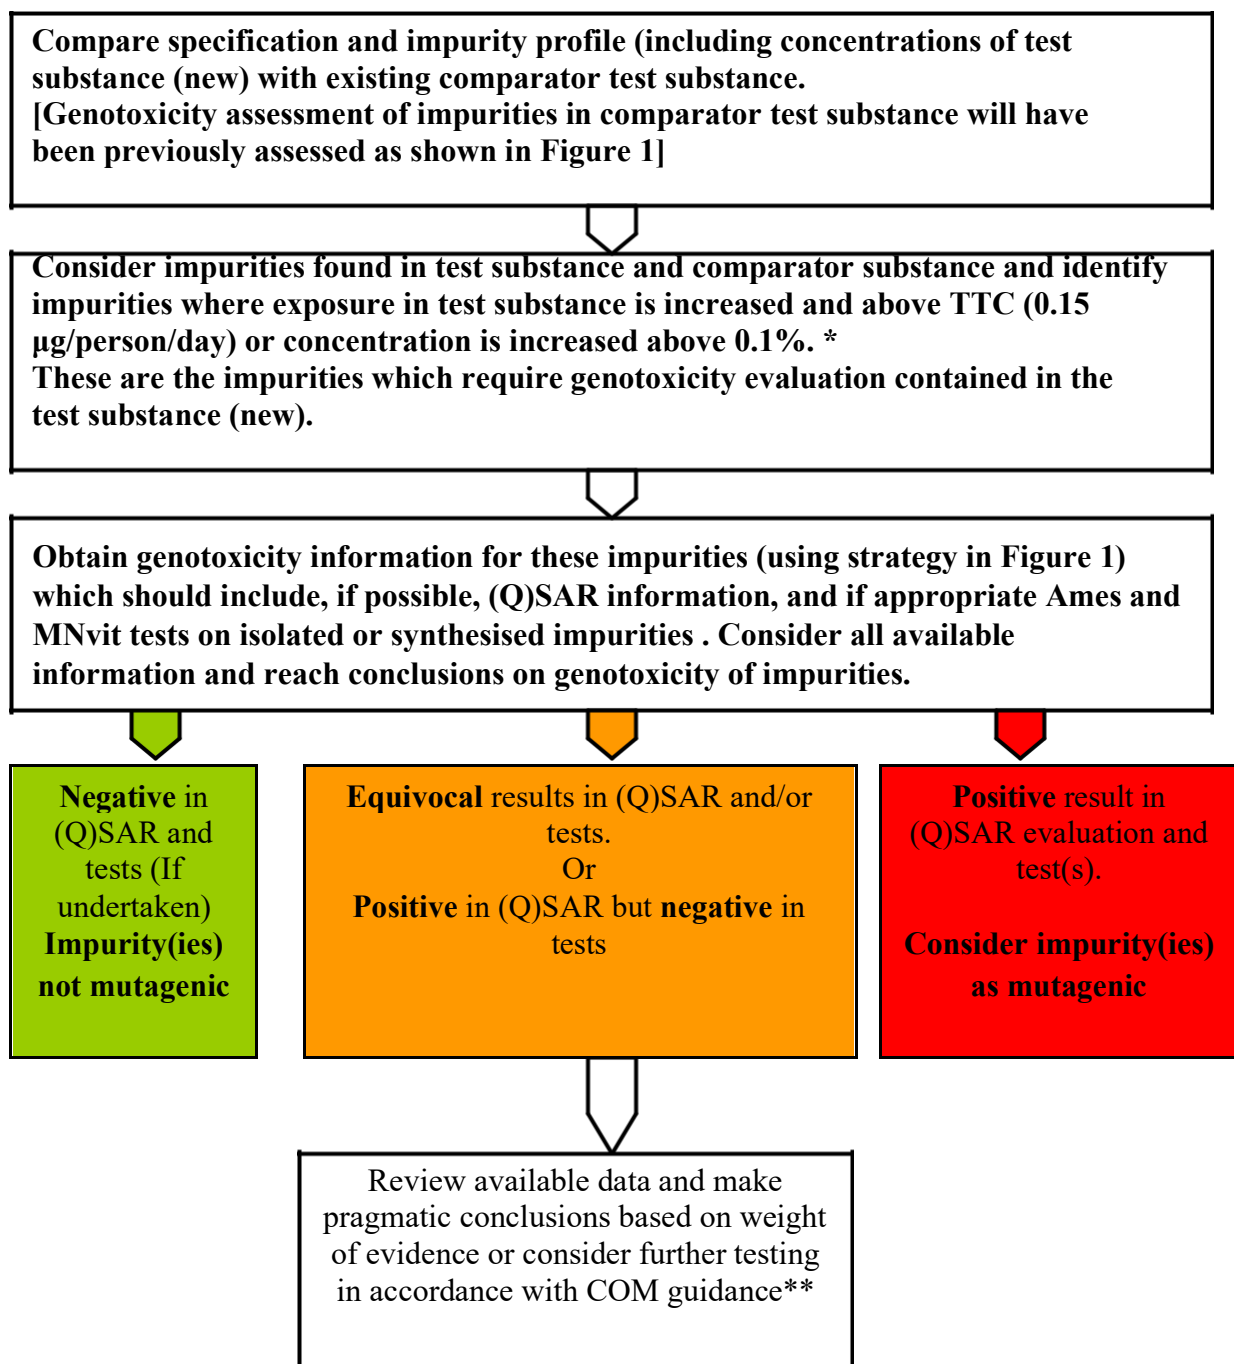 Compare specification and impurity profile (including concentrations of test
substance (new) with existing comparator test substance.
[Genotoxicity assessment of impurities in comparator test substance will have
been previously assessed as shown in Figure 1]
Consider impurities found in test substance and comparator substance and identify
impurities where exposure in test substance is increased and above TTC (0.15
µg/person/day) or concentration is increased above 0.1%. *
These are the impurities which require genotoxicity evaluation contained in the
test substance (new).
Obtain genotoxicity information for these impurities (using strategy in Figure 1)
which should include, if possible, (Q)SAR information, and if appropriate Ames and
MNvit tests on isolated or synthesised impurities . Consider all available
information and reach conclusions on genotoxicity of impurities.
Negative in
(Q)SAR and
tests (If
undertaken)
Impurity(ies)
not mutagenic
Equivocal results in (Q)SAR and/or
tests.
Or
Positive in (Q)SAR but negative in
tests
Positive result in
(Q)SAR evaluation and
test(s).
Consider impurity(ies)
as mutagenic
Review available data and make
pragmatic conclusions based on weight
of evidence or consider further testing
in accordance with COM guidance**